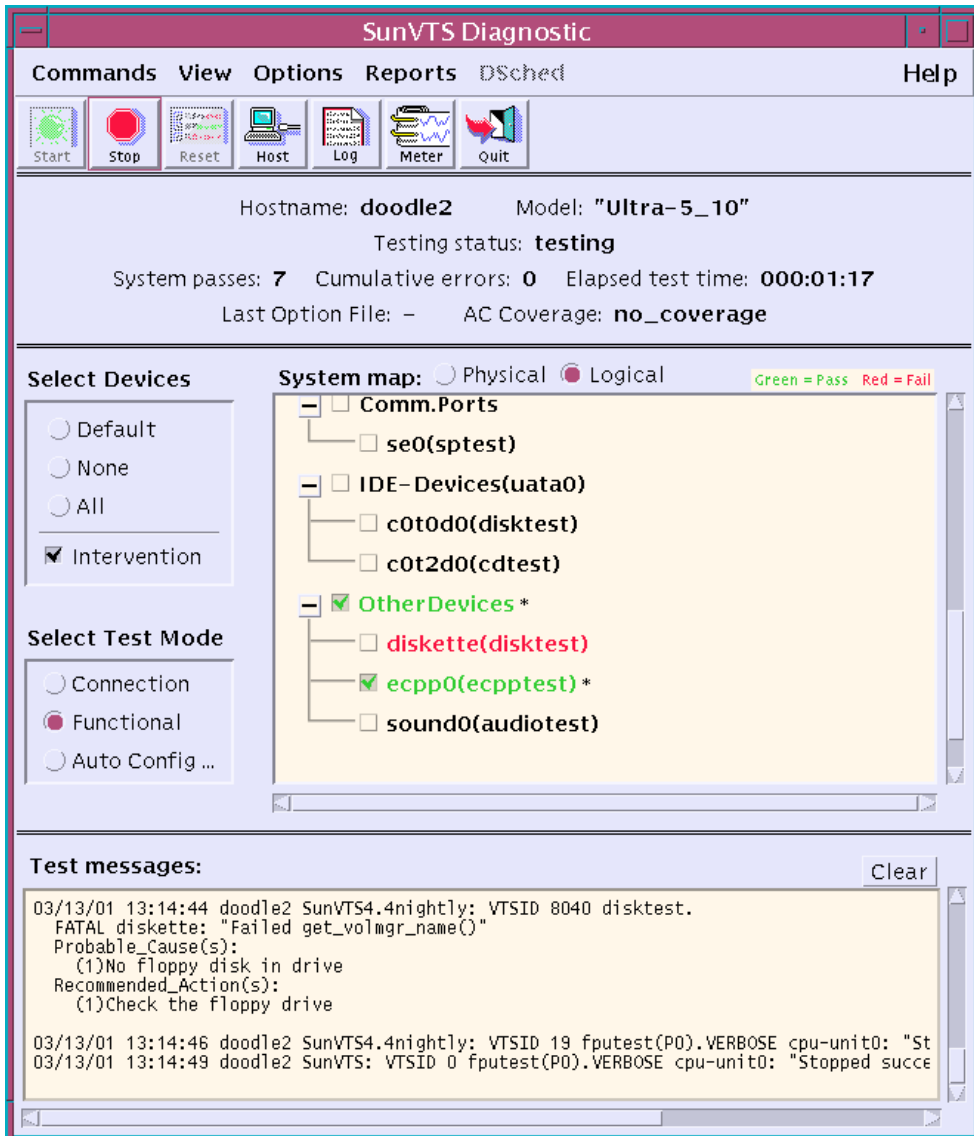 SunVTS Diagnostic
Commands View Options Reports DSched Help
Start Stop Reset Host Log Meter Quit
Hostname: doodle2 Model: "Ultra-5_10"
Testing status: testing
System passes: 7 Cumulative errors: 0 Elapsed test time: 000:01:17
Last Option File: - AC Coverage: no_coverage
Select Devices
Default
None
All
Intervention
Select Test Mode
Connection
Functional
Auto Config ...
System map: Physical Logical Green = Pass Red = Fail
Comm.Ports
se0(sptest)
IDE-Devices(uata0)
c0t0d0(disktest)
c0t2d0(cdtest)
OtherDevices *
diskette(disktest)
ecpp0(ecpptest) *
sound0(audiotest)
Test messages:
Clear
03/13/01 13:14:44 doodle2 SunVTS4.4nightly: VTSID 8040 disktest.
FATAL diskette: "Failed get_volmgr_name()"
Probable_Cause(s):
(1)No floppy disk in drive
Recommended_Action(s):
(1)Check the floppy drive
03/13/01 13:14:46 doodle2 SunVTS4.4nightly: VTSID 19 fputest(P0).VERBOSE cpu-unit0: "St
03/13/01 13:14:49 doodle2 SunVTS: VTSID 0 fputest(P0).VERBOSE cpu-unit0: "Stopped succe